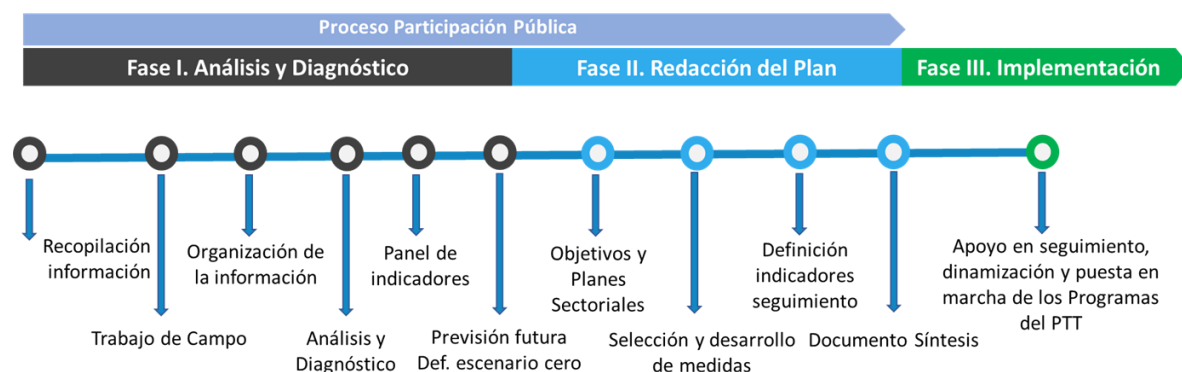 Proceso Participación Pública
Fase I. Análisis y Diagnóstico
Fase II. Redacción del Plan
Fase III. Implementación
Recopilación
información
Trabajo de Campo
Organización de
la información
Análisis y
Diagnóstico
Panel de
indicadores
Previsión futura
Def. escenario cero
Objetivos y
Planes
Sectoriales
Selección y desarrollo
de medidas
Definición
indicadores
seguimiento
Documento Síntesis
Apoyo en seguimiento,
dinamización y puesta en
marcha de los Programas
del PTT